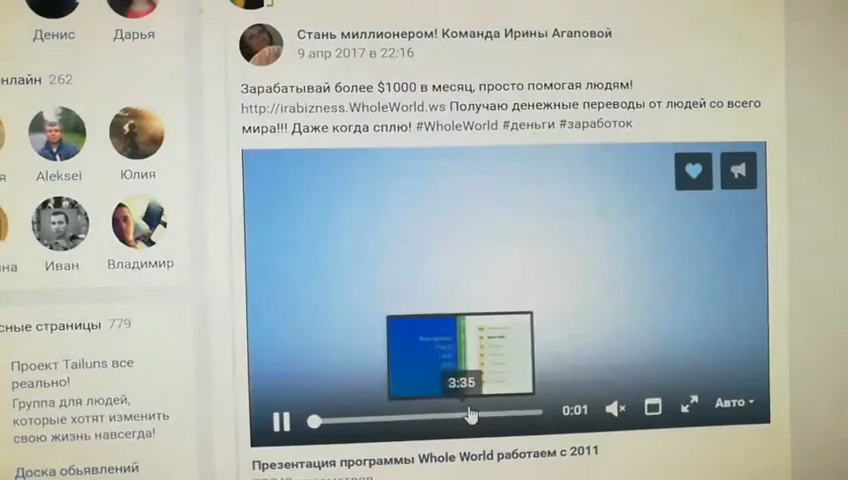 Денис
Дарья
нлайн 262
Aleksei
Юлия
на
Иван
Владимир
сные страницы 779
Проект Tailuns все
реально!
Группа для людей,
которые хотят изменить
свою жизнь навсегда!
Доска обьявлений
Стань миллионером! Команда Ирины Агаповой
9 апр 2017 в 22:16
Зарабатывай более $1000 в месяц, просто помогая людям!
http://irabizness.WholeWorld.ws Получаю денежные переводы от людей со всего
мира!!! Даже когда сплю! #WholeWorld #деньги #заработок
3:35
0:01
Авто
Презентация программы Whole World работаем с 2011